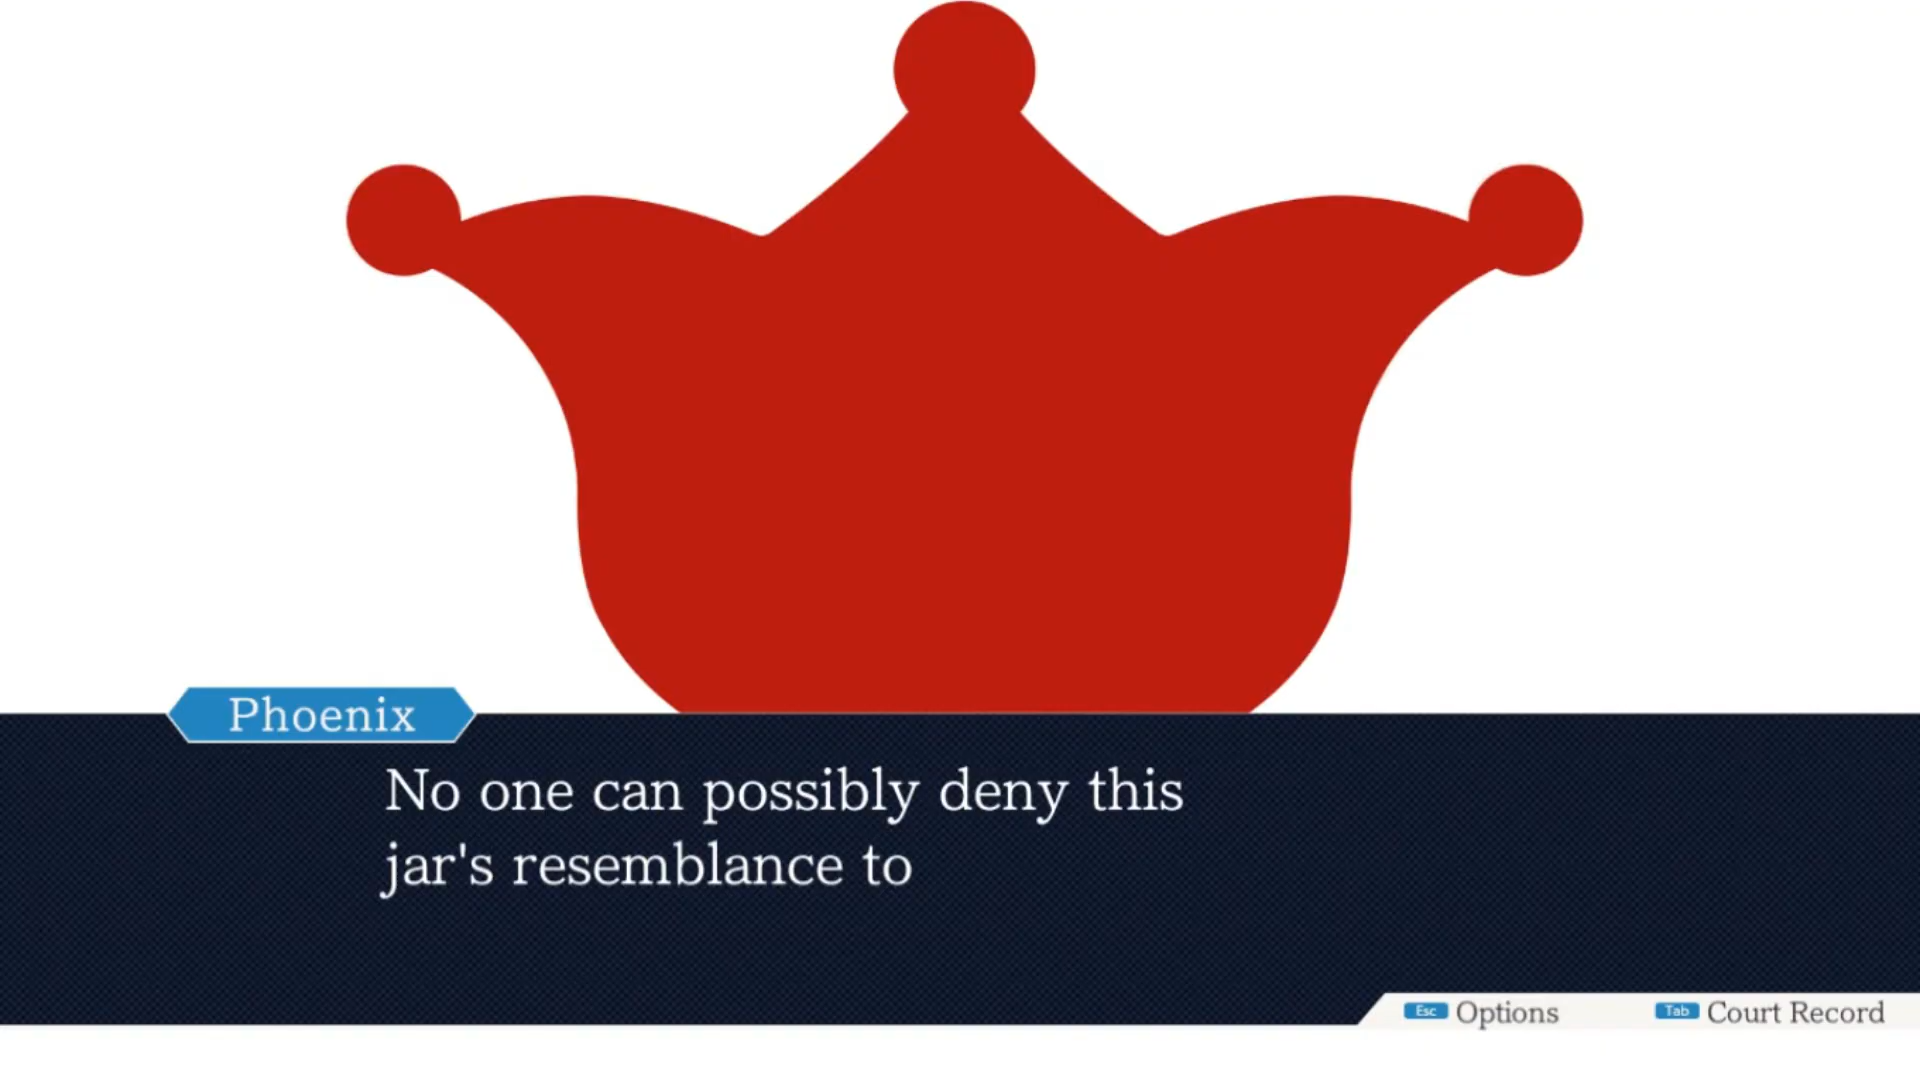 Phoenix
No one can possibly deny this
jar's resemblance to
Esc Options Tab Court Record